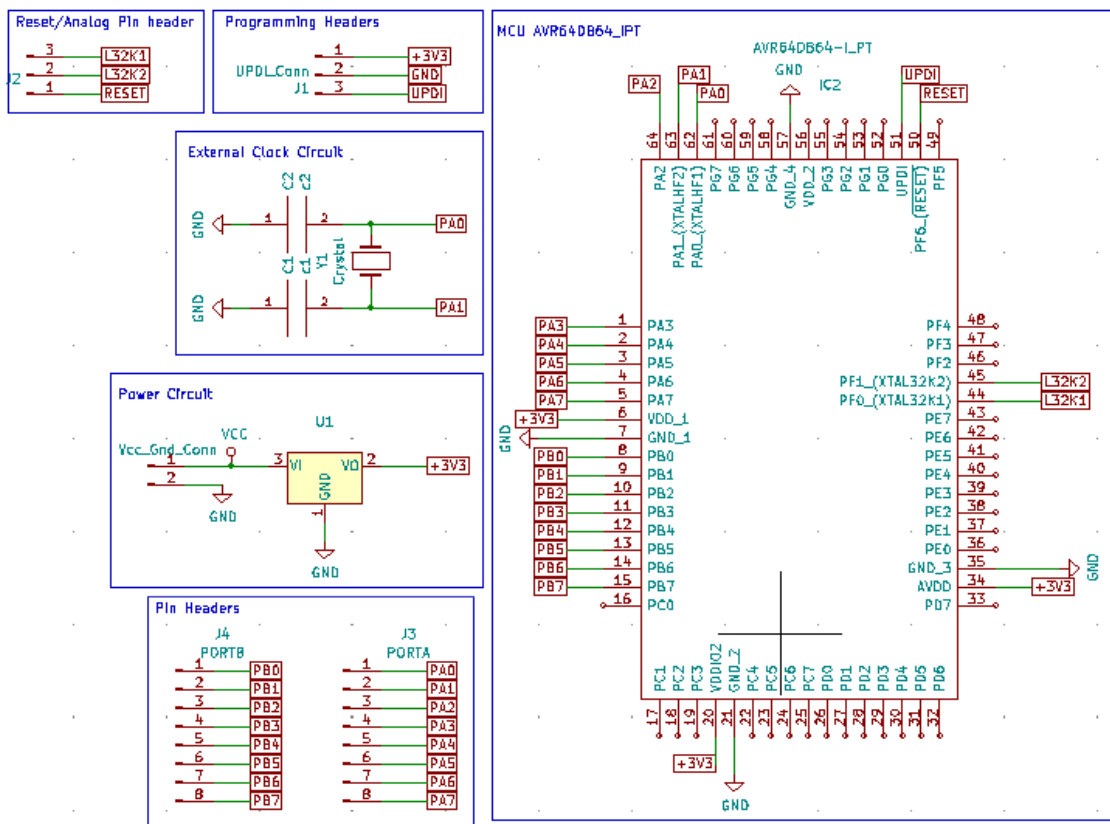 Reset/Analog Pin header
3 L32K1
2 L32K2
1 RESET
J2
Programming Headers
1 +3V3
UPDI_Conn 2 GND
J1 3 UPDI
External Clock Circuit
C2
c2
GND 1 2 PA0
Y1
Crystal
C1
c1
GND 1 2 PA1
Power Circuit
U1
VCC
Vcc_Gnd_Conn
1
2
GND
3 VI VO 2 +3V3
GND
1
GND
Pin Headers
J4
PORTB
1 PB0
2 PB1
3 PB2
4 PB3
5 PB4
6 PB5
7 PB6
8 PB7
J3
PORTA
1 PA0
2 PA1
3 PA2
4 PA3
5 PA4
6 PA5
7 PA6
8 PA7
MCU AVR64DB64_IPT
AVR64DB64-I_PT
IC2
PA2
PA1
PA0
GND
UPDI
RESET
64 63 62 61 60 59 58 57 56 55 54 53 52 51 50 49
PA2
PA1_(XTALHF2)
PA0_(XTALHF1)
PG7
PG6
PG5
PG4
GND_4
VDD_2
PG3
PG2
PG1
PG0
UPDI
PF6_(RESET)
PF5
PA3 1 PA3
PA4 2 PA4
PA5 3 PA5
PA6 4 PA6
PA7 5 PA7
+3V3 6 VDD_1
GND 7 GND_1
PB0 8 PB0
PB1 9 PB1
PB2 10 PB2
PB3 11 PB3
PB4 12 PB4
PB5 13 PB5
PB6 14 PB6
PB7 15 PB7
16 PC0
PF4 48
PF3 47
PF2 46
PF1_(XTAL32K2) 45 L32K2
PF0_(XTAL32K1) 44 L32K1
PE7 43
PE6 42
PE5 41
PE4 40
PE3 39
PE2 38
PE1 37
PE0 36
GND_3 35 GND
AVDD 34 +3V3
PD7 33
PC1
PC2
PC3
VDDIO2
GND_2
PC4
PC5
PC6
PC7
PD0
PD1
PD2
PD3
PD4
PD5
PD6
17 18 19 20 21 22 23 24 25 26 27 28 29 30 31 32
+3V3
GND